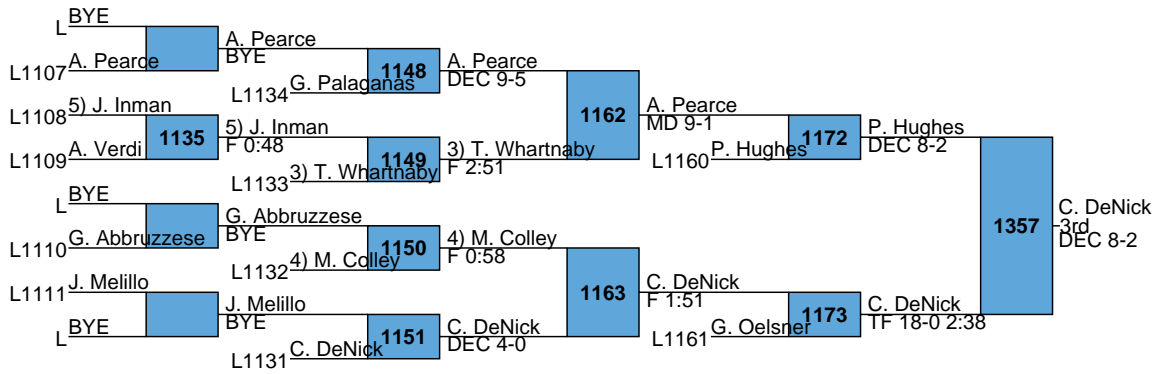 BYE
L
A. Pearce
L1107
A. Pearce
BYE
1148
G. Palaganas
L1134
A. Pearce
DEC 9-5
5) J. Inman
L1108
1135
A. Verdi
L1109
5) J. Inman
F 0:48
1149
3) T. Whartnaby
L1133
3) T. Whartnaby
F 2:51
1162
A. Pearce
MD 9-1
P. Hughes
L1160
1172
P. Hughes
DEC 8-2
BYE
L
G. Abbruzzese
L1110
G. Abbruzzese
BYE
1150
4) M. Colley
L1132
4) M. Colley
F 0:58
J. Melillo
L1111
BYE
L
J. Melillo
BYE
1151
C. DeNick
L1131
C. DeNick
DEC 4-0
1163
C. DeNick
F 1:51
G. Oelsner
L1161
1173
C. DeNick
TF 18-0 2:38
1357
C. DeNick
3rd
DEC 8-2